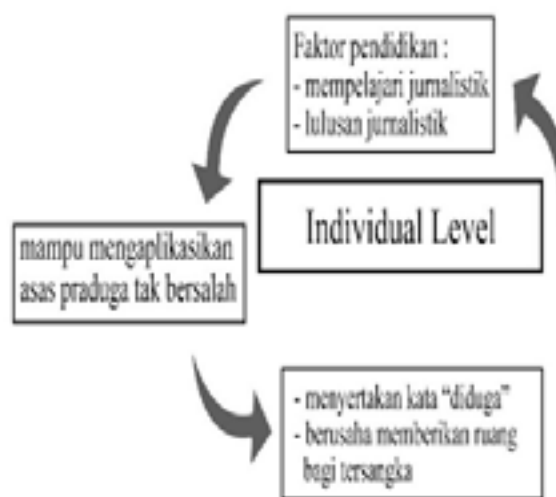 Faktor pendidikan :
- mempelajari jurnalistik
- lulusan jurnalistik
Individual Level
mampu mengaplikasikan
asas praduga tak bersalah
- menyertakan kata “diduga”
- berusaha memberikan ruang
bagi tersangka